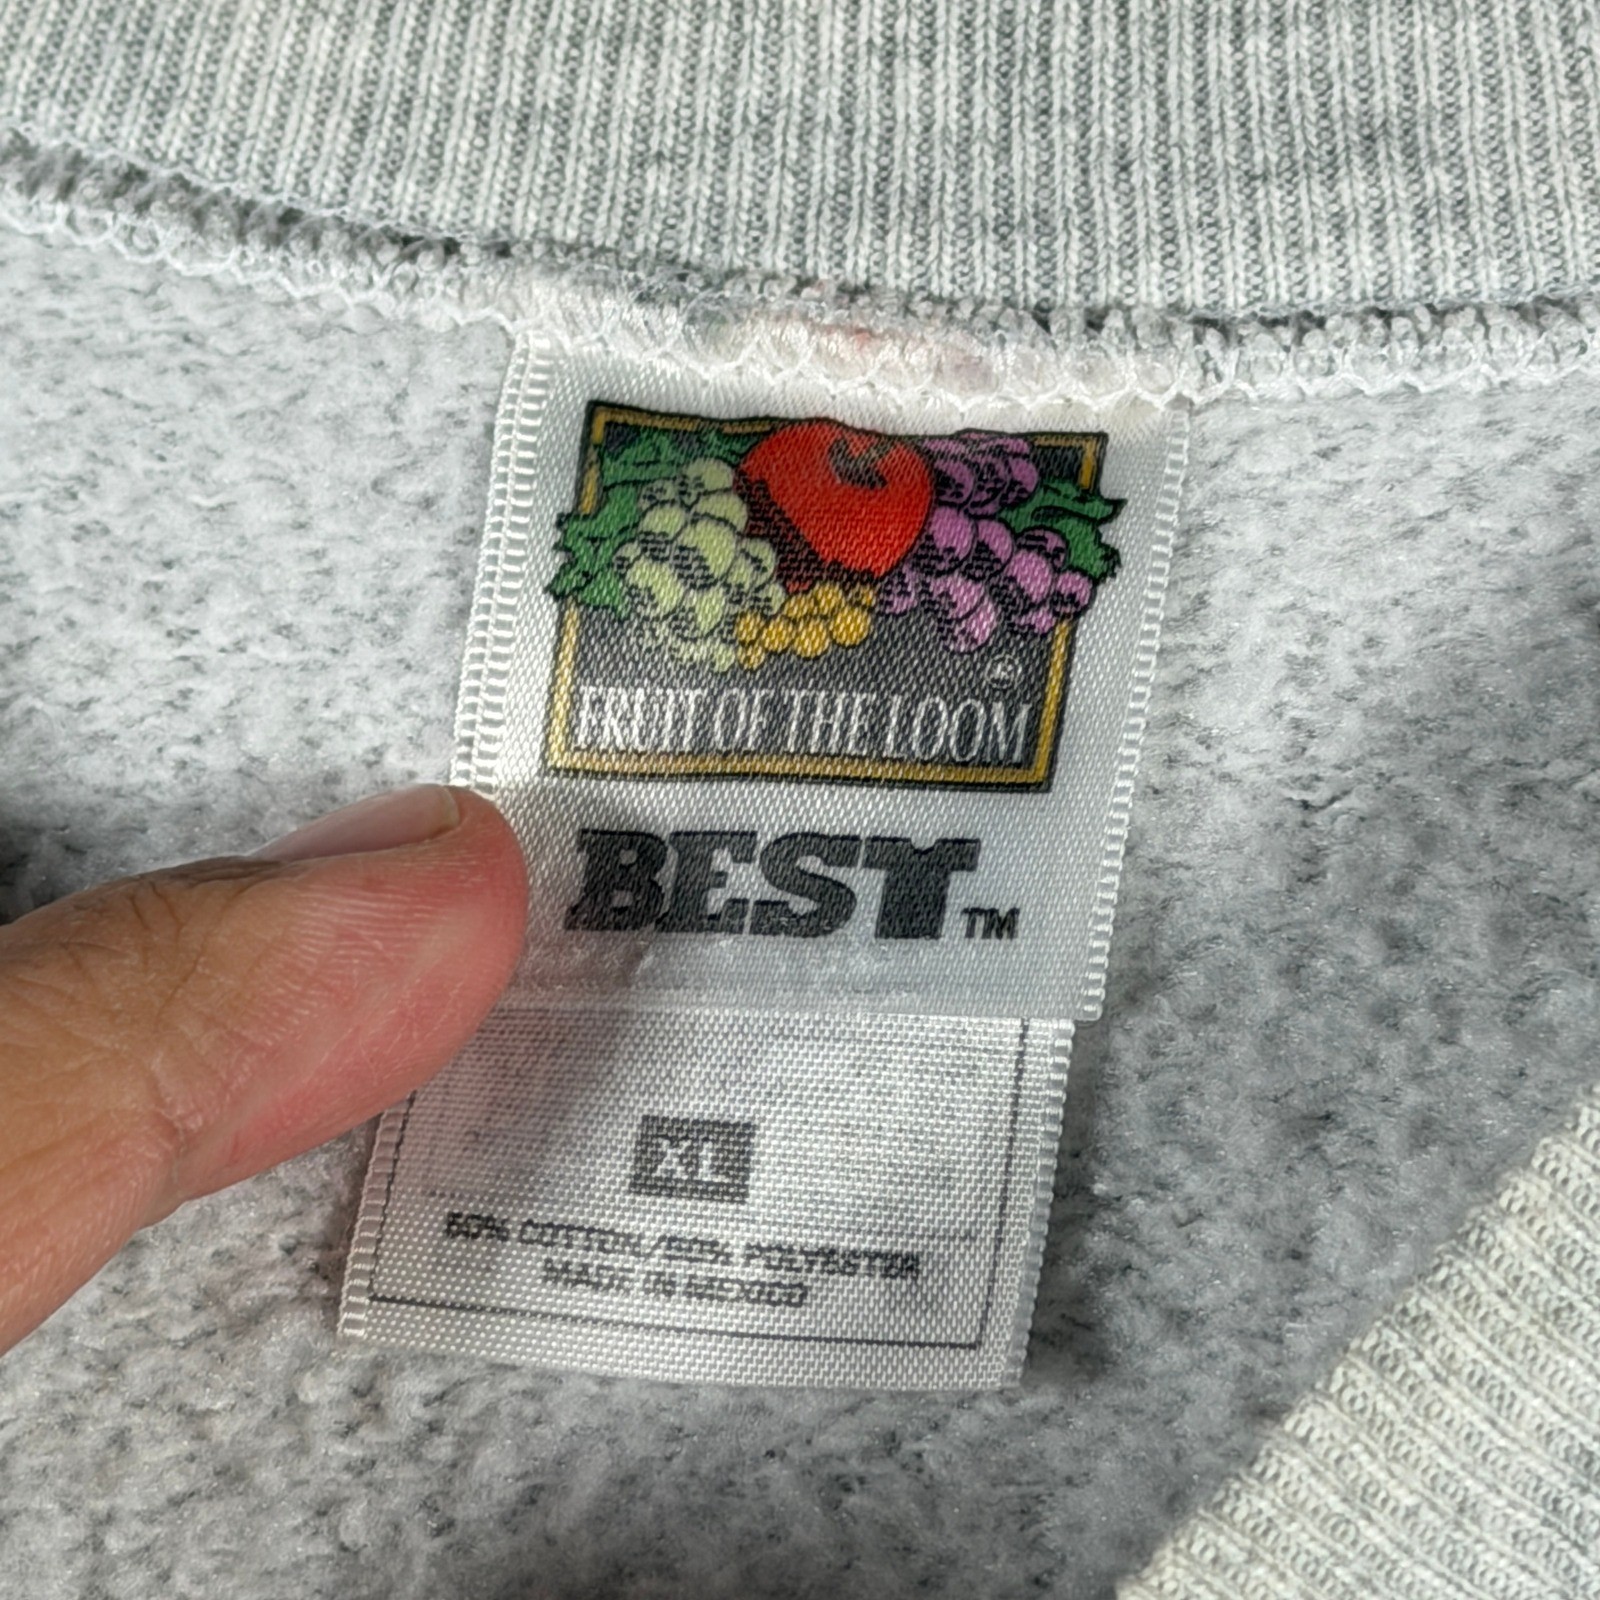 FRUIT OF THE LOOM
®
BEST™
XL
50% COTTON/50% POLYESTER
MADE IN MEXICO